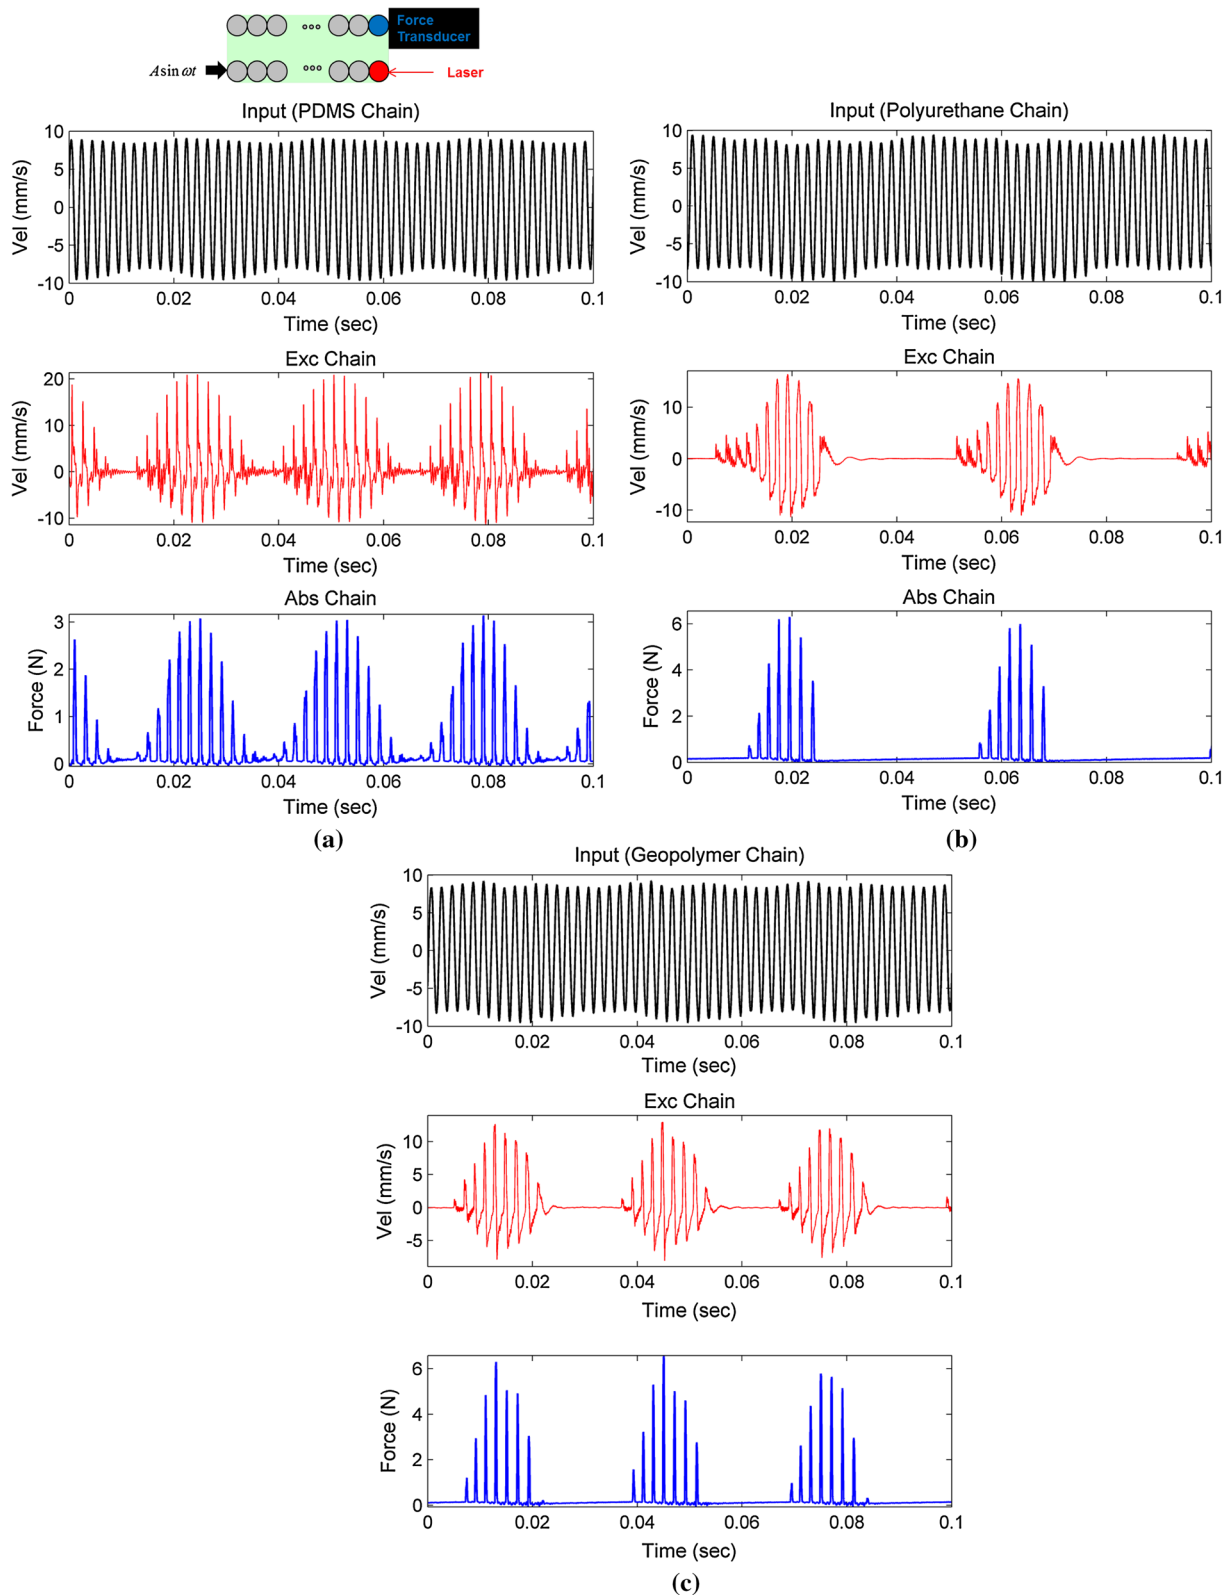 Force
Transducer
A sin ωt
Laser
Input (PDMS Chain)
10
5
0
-5
-10
Vel (mm/s)
0 0.02 0.04 0.06 0.08 0.1
Time (sec)
Exc Chain
20
10
0
-10
Vel (mm/s)
0 0.02 0.04 0.06 0.08 0.1
Time (sec)
Abs Chain
3
2
1
0
Force (N)
0 0.02 0.04 0.06 0.08 0.1
Time (sec)
(a)
Input (Polyurethane Chain)
10
5
0
-5
-10
Vel (mm/s)
0 0.02 0.04 0.06 0.08 0.1
Time (sec)
Exc Chain
10
0
-10
Vel (mm/s)
0 0.02 0.04 0.06 0.08 0.1
Time (sec)
Abs Chain
6
4
2
0
Force (N)
0 0.02 0.04 0.06 0.08 0.1
Time (sec)
(b)
Input (Geopolymer Chain)
10
5
0
-5
-10
Vel (mm/s)
0 0.02 0.04 0.06 0.08 0.1
Time (sec)
Exc Chain
10
5
0
-5
Vel (mm/s)
0 0.02 0.04 0.06 0.08 0.1
Time (sec)
6
4
2
0
Force (N)
0 0.02 0.04 0.06 0.08 0.1
Time (sec)
(c)